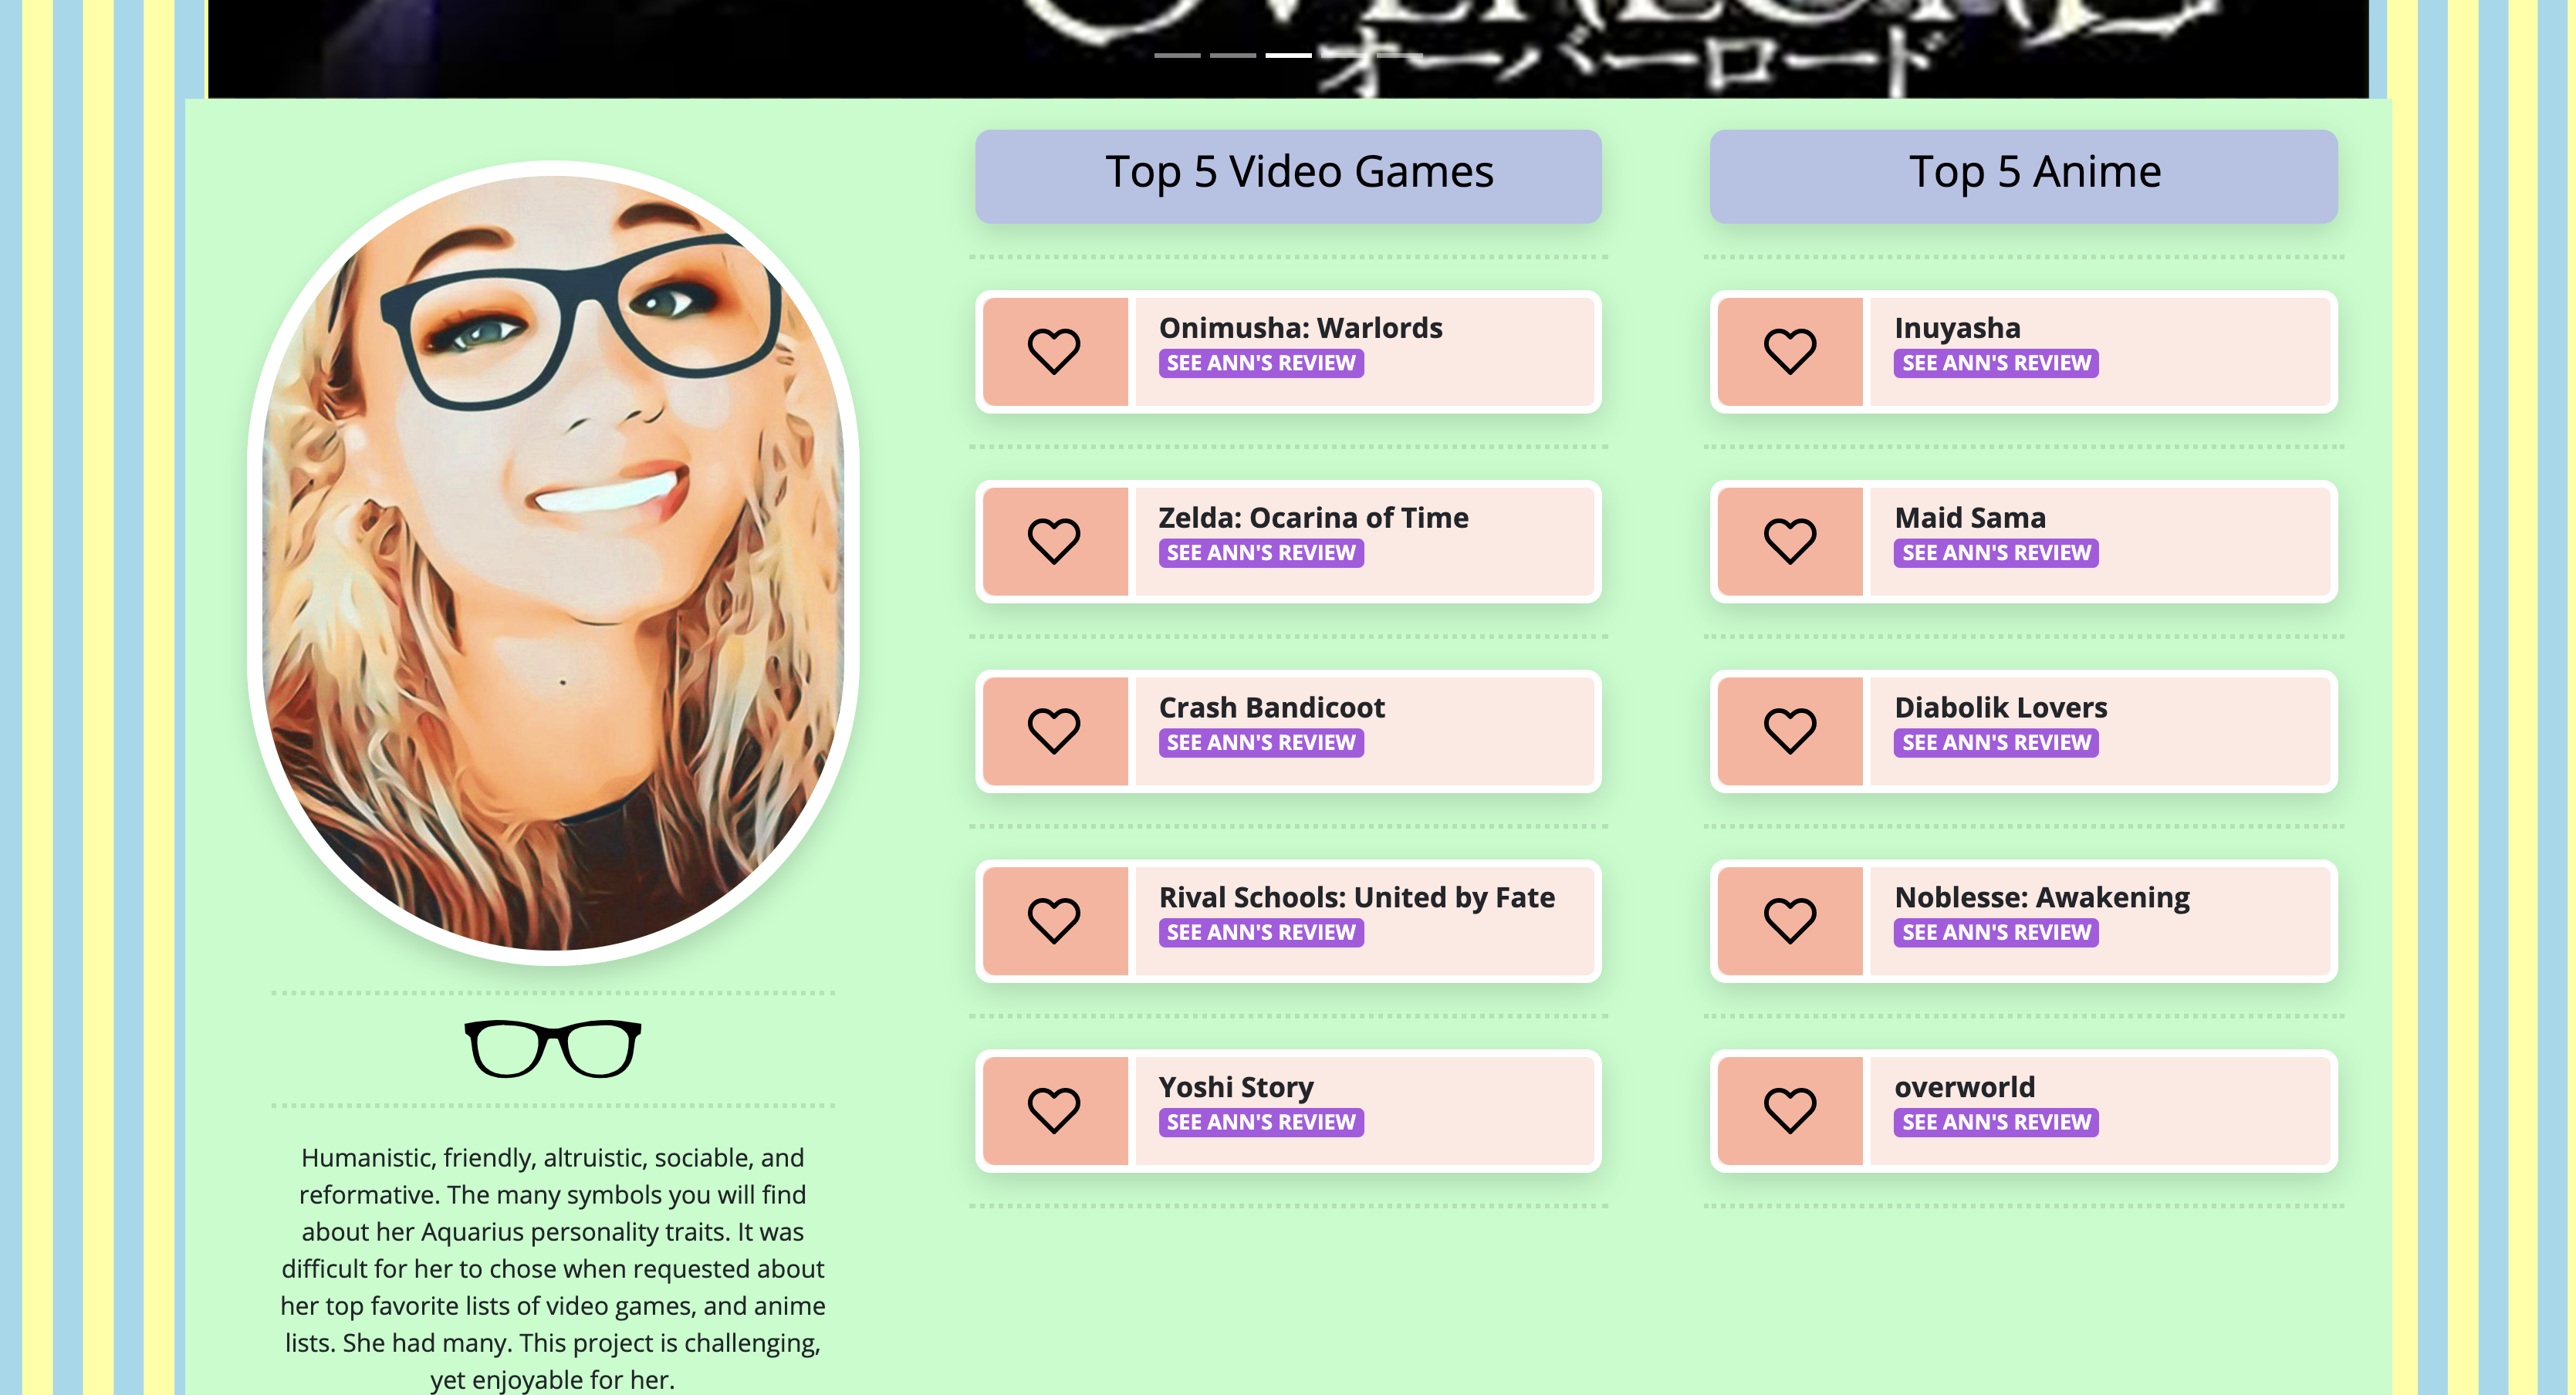 OVERLORD
オーバーロード
Top 5 Video Games
Onimusha: Warlords
SEE ANN'S REVIEW
Zelda: Ocarina of Time
SEE ANN'S REVIEW
Crash Bandicoot
SEE ANN'S REVIEW
Rival Schools: United by Fate
SEE ANN'S REVIEW
Yoshi Story
SEE ANN'S REVIEW
Top 5 Anime
Inuyasha
SEE ANN'S REVIEW
Maid Sama
SEE ANN'S REVIEW
Diabolik Lovers
SEE ANN'S REVIEW
Noblesse: Awakening
SEE ANN'S REVIEW
overworld
SEE ANN'S REVIEW
Humanistic, friendly, altruistic, sociable, and
reformative. The many symbols you will find
about her Aquarius personality traits. It was
difficult for her to chose when requested about
her top favorite lists of video games, and anime
lists. She had many. This project is challenging,
yet enjoyable for her.